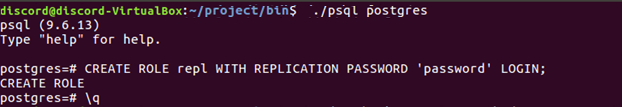 discord@discord-VirtualBox:~/project/bin$ ./psql postgres
psql (9.6.13)
Type "help" for help.
postgres=# CREATE ROLE repl WITH REPLICATION PASSWORD 'password' LOGIN;
CREATE ROLE
postgres=# \q